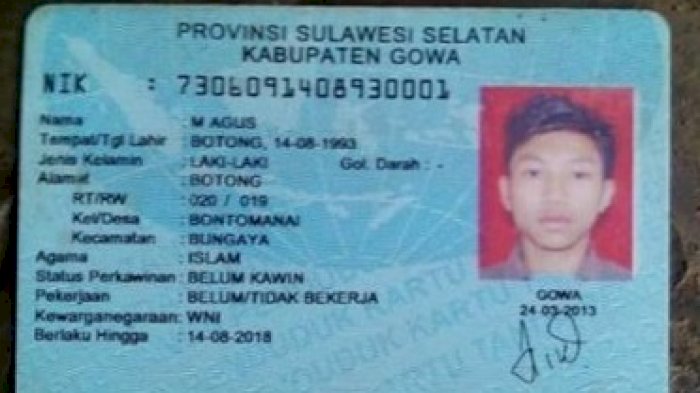 PROVINSI SULAWESI SELATAN
KABUPATEN GOWA
NIK : 7306091408930001
Nama : M AGUS
Tempat/Tgl Lahir : BOTONG, 14-08-1993
Jenis Kelamin : LAKI-LAKI Gol. Darah : -
Alamat : BOTONG
RT/RW : 020 / 019
Kel/Desa : BONTOMANAI
Kecamatan : BUNGAYA
Agama : ISLAM
Status Perkawinan : BELUM KAWIN
Pekerjaan : BELUM/TIDAK BEKERJA
Kewarganegaraan: WNI
Berlaku Hingga : 14-08-2018
GOWA
24-03-2013